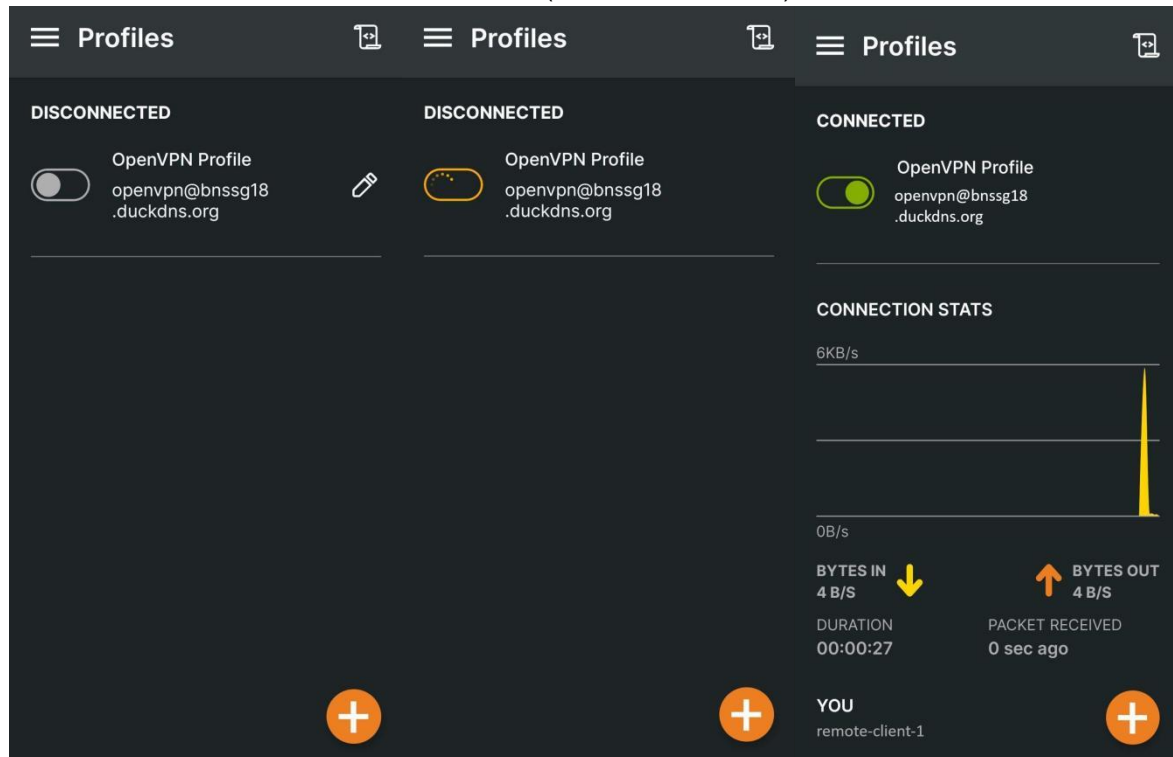 Profiles
DISCONNECTED
OpenVPN Profile
openvpn@bnssg18
.duckdns.org
Profiles
DISCONNECTED
OpenVPN Profile
openvpn@bnssg18
.duckdns.org
Profiles
CONNECTED
OpenVPN Profile
openvpn@bnssg18
.duckdns.org
CONNECTION STATS
6KB/s
0B/s
BYTES IN
4 B/S
BYTES OUT
4 B/S
DURATION
00:00:27
PACKET RECEIVED
0 sec ago
YOU
remote-client-1